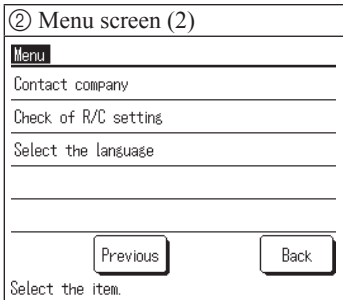 ② Menu screen (2)
Menu
Contact company
Check of R/C setting
Select the language
Previous Back
Select the item.